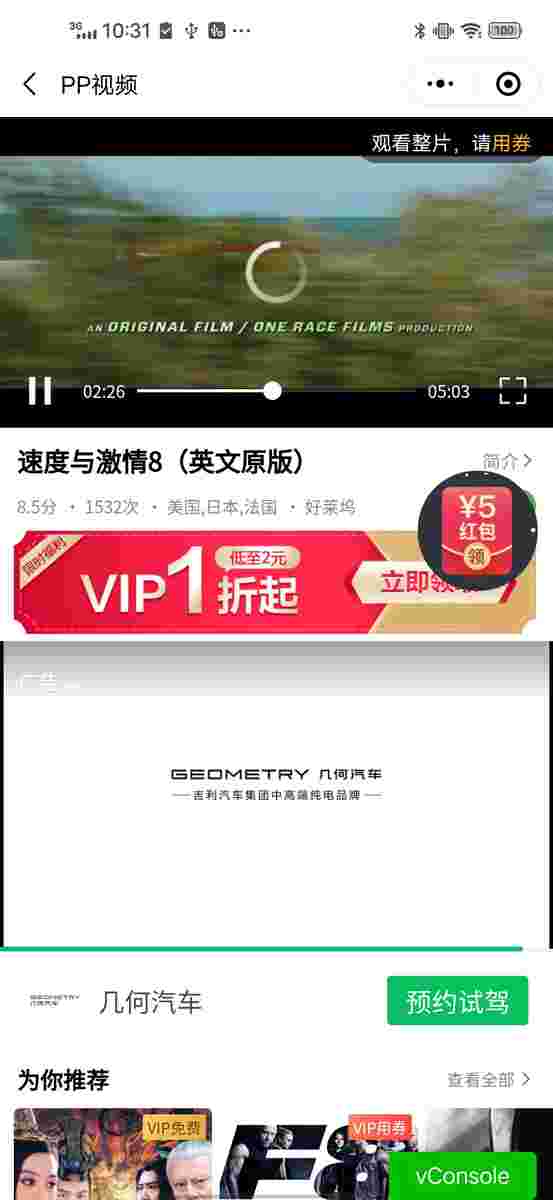 3G 10:31 ...
100
PP视频
观看整片，请用券
AN ORIGINAL FILM / ONE RACE FILMS PRODUCTION
02:26
05:03
速度与激情8（英文原版）
简介
8.5分 · 1532次 · 美国,日本,法国 · 好莱坞
¥5
红包
领
限时福利
VIP1折起
低至2元
立即领取
广告
GEOMETRY 几何汽车
吉利汽车集团中高端纯电品牌
GEOMETRY
几何汽车
几何汽车
预约试驾
为你推荐
查看全部
VIP免费
VIP用券
F8
vConsole